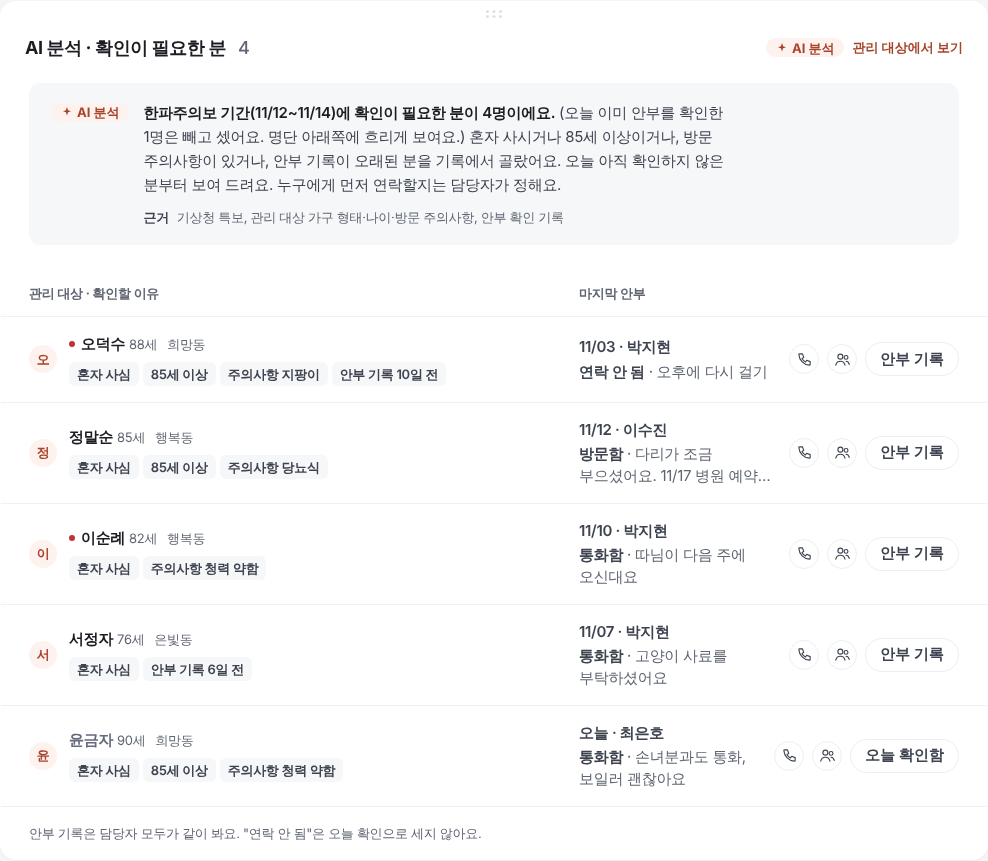 AI 분석 · 확인이 필요한 분 4
AI 분석 관리 대상에서 보기
AI 분석
한파주의보 기간(11/12~11/14)에 확인이 필요한 분이 4명이에요. (오늘 이미 안부를 확인한
1명은 빼고 셌어요. 명단 아래쪽에 흐리게 보여요.) 혼자 사시거나 85세 이상이거나, 방문
주의사항이 있거나, 안부 기록이 오래된 분을 기록에서 골랐어요. 오늘 아직 확인하지 않은
분부터 보여 드려요. 누구에게 먼저 연락할지는 담당자가 정해요.
근거 기상청 특보, 관리 대상 가구 형태·나이·방문 주의사항, 안부 확인 기록
관리 대상 · 확인할 이유 마지막 안부
오
오덕수 88세 희망동
혼자 사심 85세 이상 주의사항 지팡이 안부 기록 10일 전
11/03 · 박지현
연락 안 됨 · 오후에 다시 걸기
안부 기록
정
정말순 85세 행복동
혼자 사심 85세 이상 주의사항 당뇨식
11/12 · 이수진
방문함 · 다리가 조금
부으셨어요. 11/17 병원 예약…
안부 기록
이
이순례 82세 행복동
혼자 사심 주의사항 청력 약함
11/10 · 박지현
통화함 · 따님이 다음 주에
오신대요
안부 기록
서
서정자 76세 은빛동
혼자 사심 안부 기록 6일 전
11/07 · 박지현
통화함 · 고양이 사료를
부탁하셨어요
안부 기록
윤
윤금자 90세 희망동
혼자 사심 85세 이상 주의사항 청력 약함
오늘 · 최은호
통화함 · 손녀분과도 통화,
보일러 괜찮아요
오늘 확인함
안부 기록은 담당자 모두가 같이 봐요. "연락 안 됨"은 오늘 확인으로 세지 않아요.